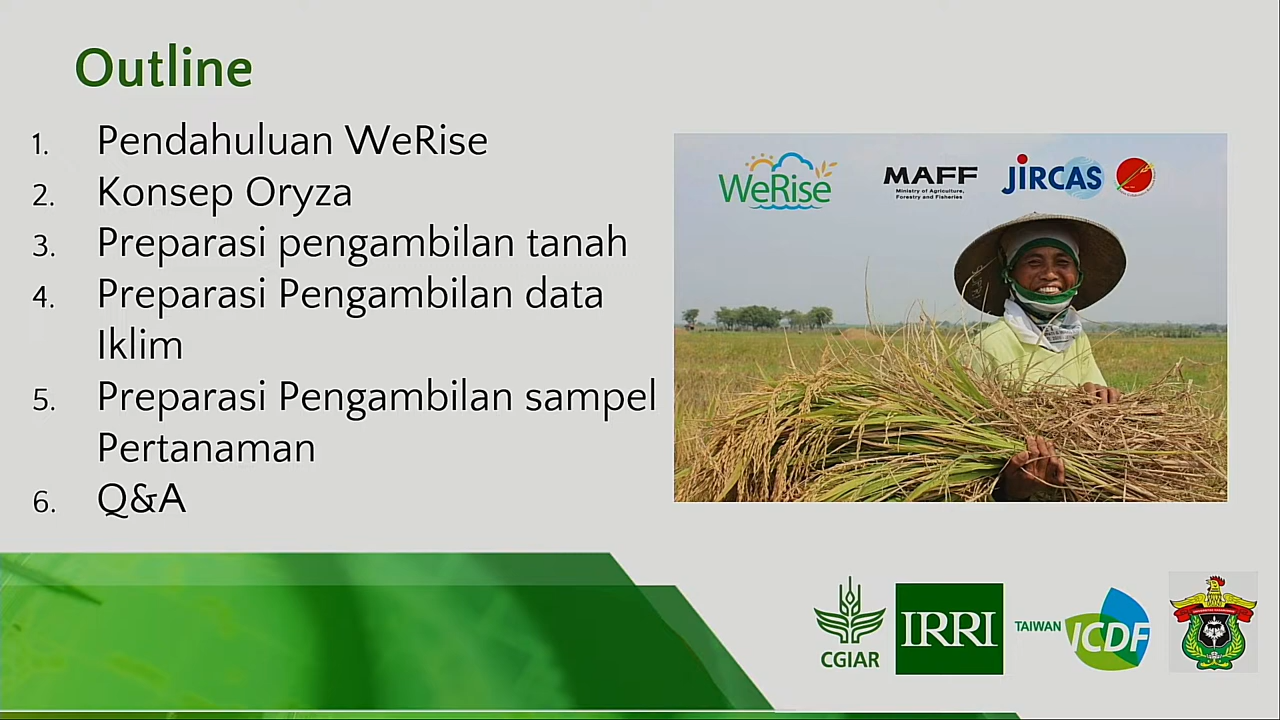 Outline
1. Pendahuluan WeRise
2. Konsep Oryza
3. Preparasi pengambilan tanah
4. Preparasi Pengambilan data
Iklim
5. Preparasi Pengambilan sampel
Pertanaman
6. Q&A
WeRise
MAFF
Ministry of Agriculture,
Forestry and Fisheries
JIRCAS
CGIAR
IRRI
TAIWAN ICDF